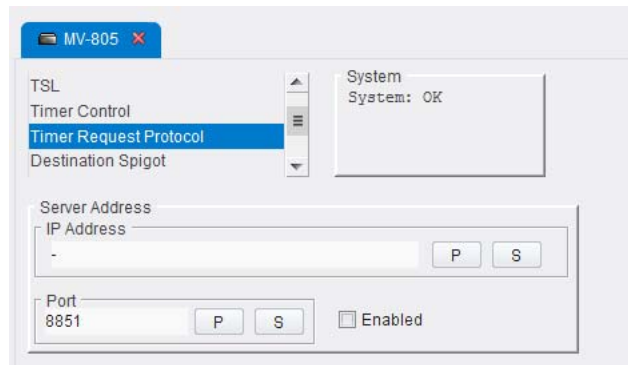 MV-805
TSL
Timer Control
Timer Request Protocol
Destination Spigot
System
System: OK
Server Address
IP Address
-
P S
Port
8851
P S
Enabled